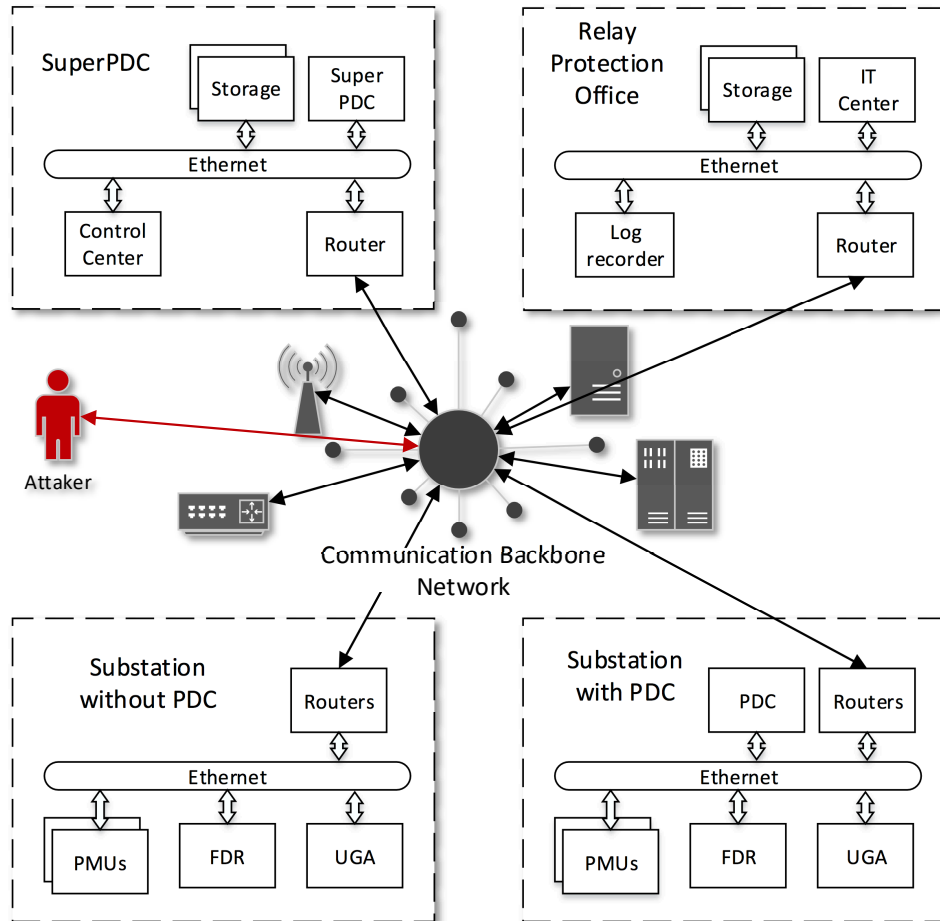 SuperPDC
Storage
Super
PDC
Ethernet
Control
Center
Router
Relay
Protection
Office
Storage
IT
Center
Ethernet
Log
recorder
Router
Attaker
Communication Backbone
Network
Substation
without PDC
Routers
Ethernet
PMUs
FDR
UGA
Substation
with PDC
PDC
Routers
Ethernet
PMUs
FDR
UGA